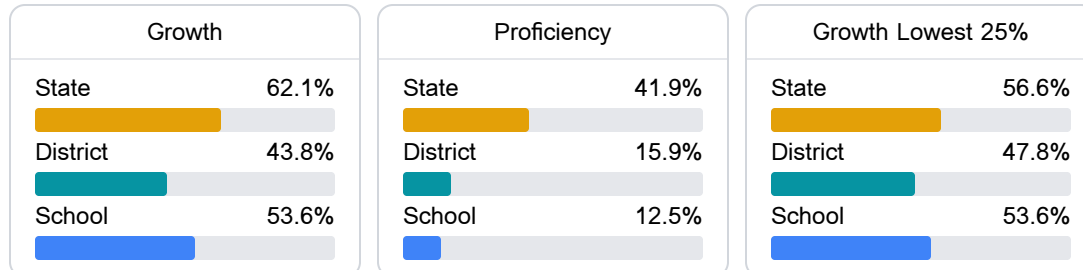 Growth
State 62.1%
District 43.8%
School 53.6%
Proficiency
State 41.9%
District 15.9%
School 12.5%
Growth Lowest 25%
State 56.6%
District 47.8%
School 53.6%